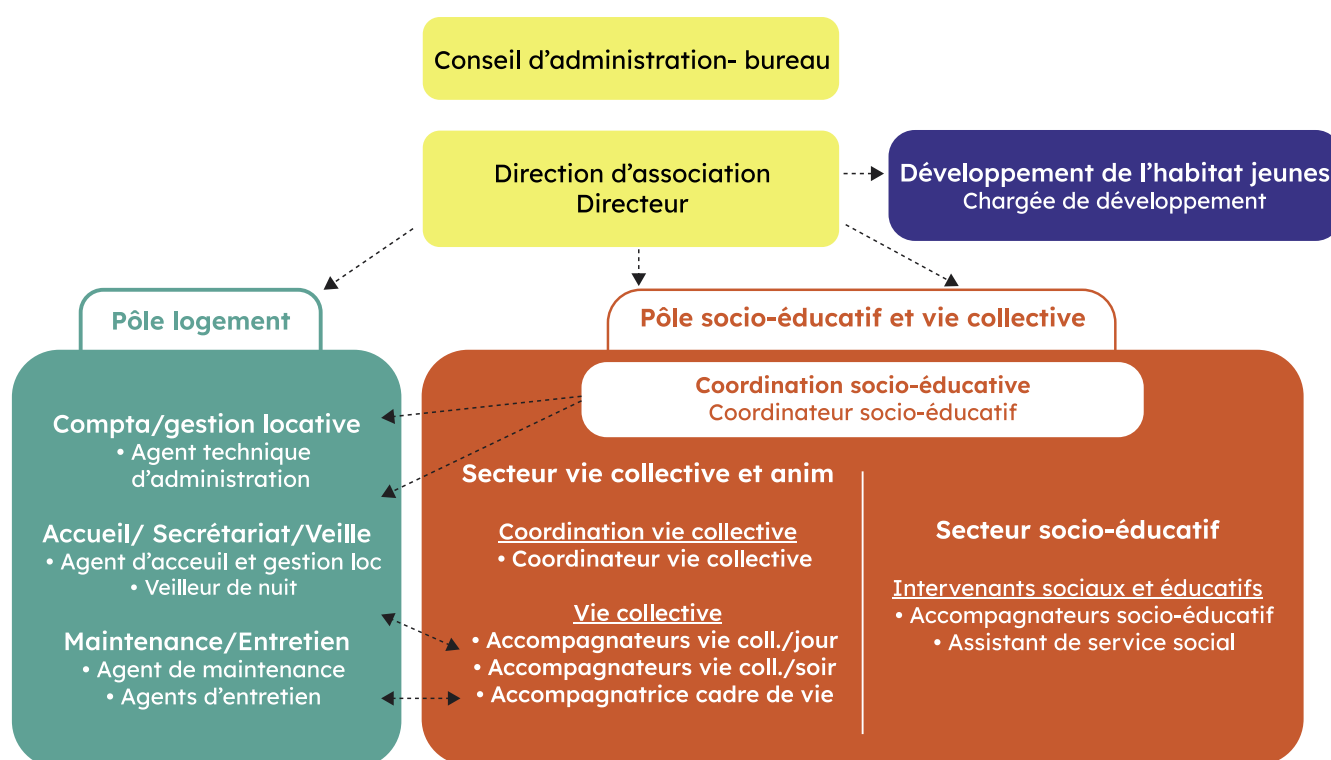 Conseil d’administration- bureau
Direction d’association
Directeur
Développement de l’habitat jeunes
Chargée de développement
Pôle logement
Compta/gestion locative
• Agent technique
d’administration
Accueil/ Secrétariat/Veille
• Agent d’acceuil et gestion loc
• Veilleur de nuit
Maintenance/Entretien
• Agent de maintenance
• Agents d’entretien
Pôle socio-éducatif et vie collective
Coordination socio-éducative
Coordinateur socio-éducatif
Secteur vie collective et anim
Coordination vie collective
• Coordinateur vie collective
Vie collective
• Accompagnateurs vie coll./jour
• Accompagnateurs vie coll./soir
• Accompagnatrice cadre de vie
Secteur socio-éducatif
Intervenants sociaux et éducatifs
• Accompagnateurs socio-éducatif
• Assistant de service social